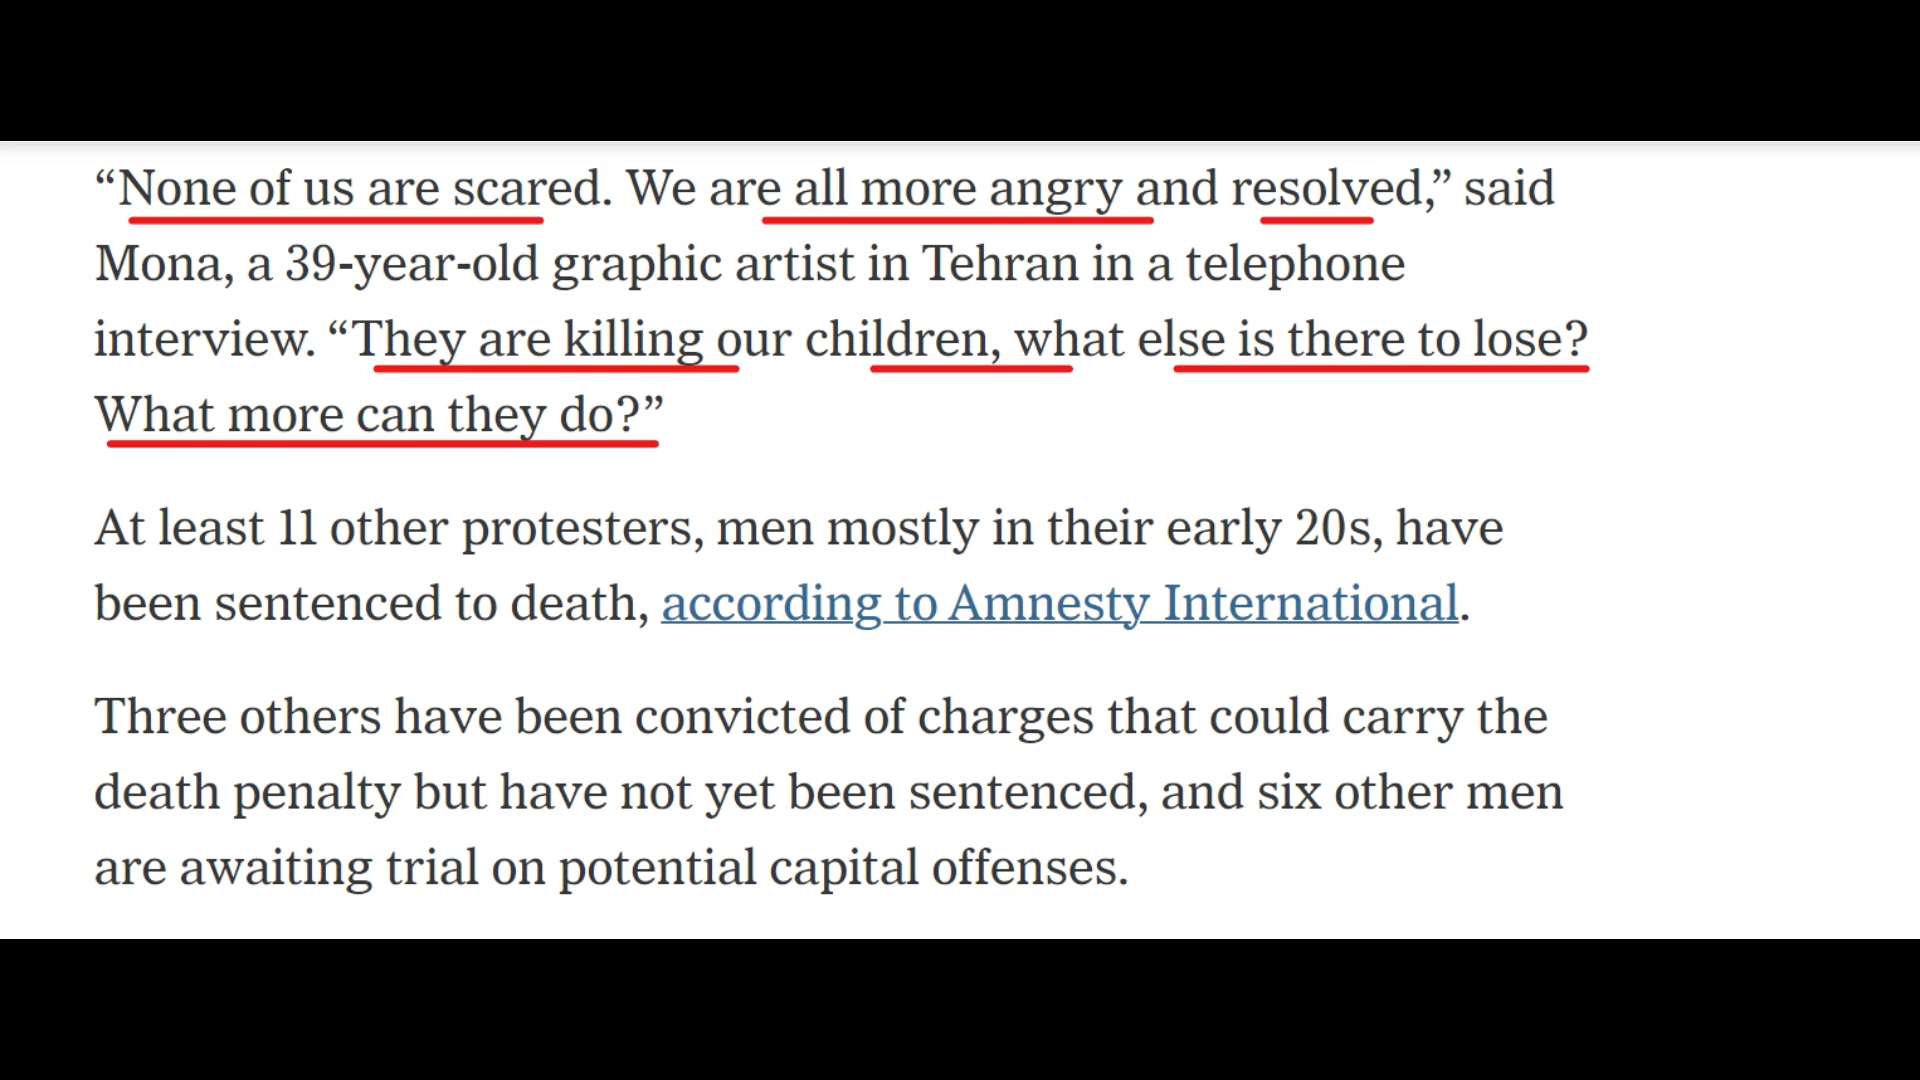 “None of us are scared. We are all more angry and resolved,” said
Mona, a 39-year-old graphic artist in Tehran in a telephone
interview. “They are killing our children, what else is there to lose?
What more can they do?”
At least 11 other protesters, men mostly in their early 20s, have
been sentenced to death, according to Amnesty International.
Three others have been convicted of charges that could carry the
death penalty but have not yet been sentenced, and six other men
are awaiting trial on potential capital offenses.